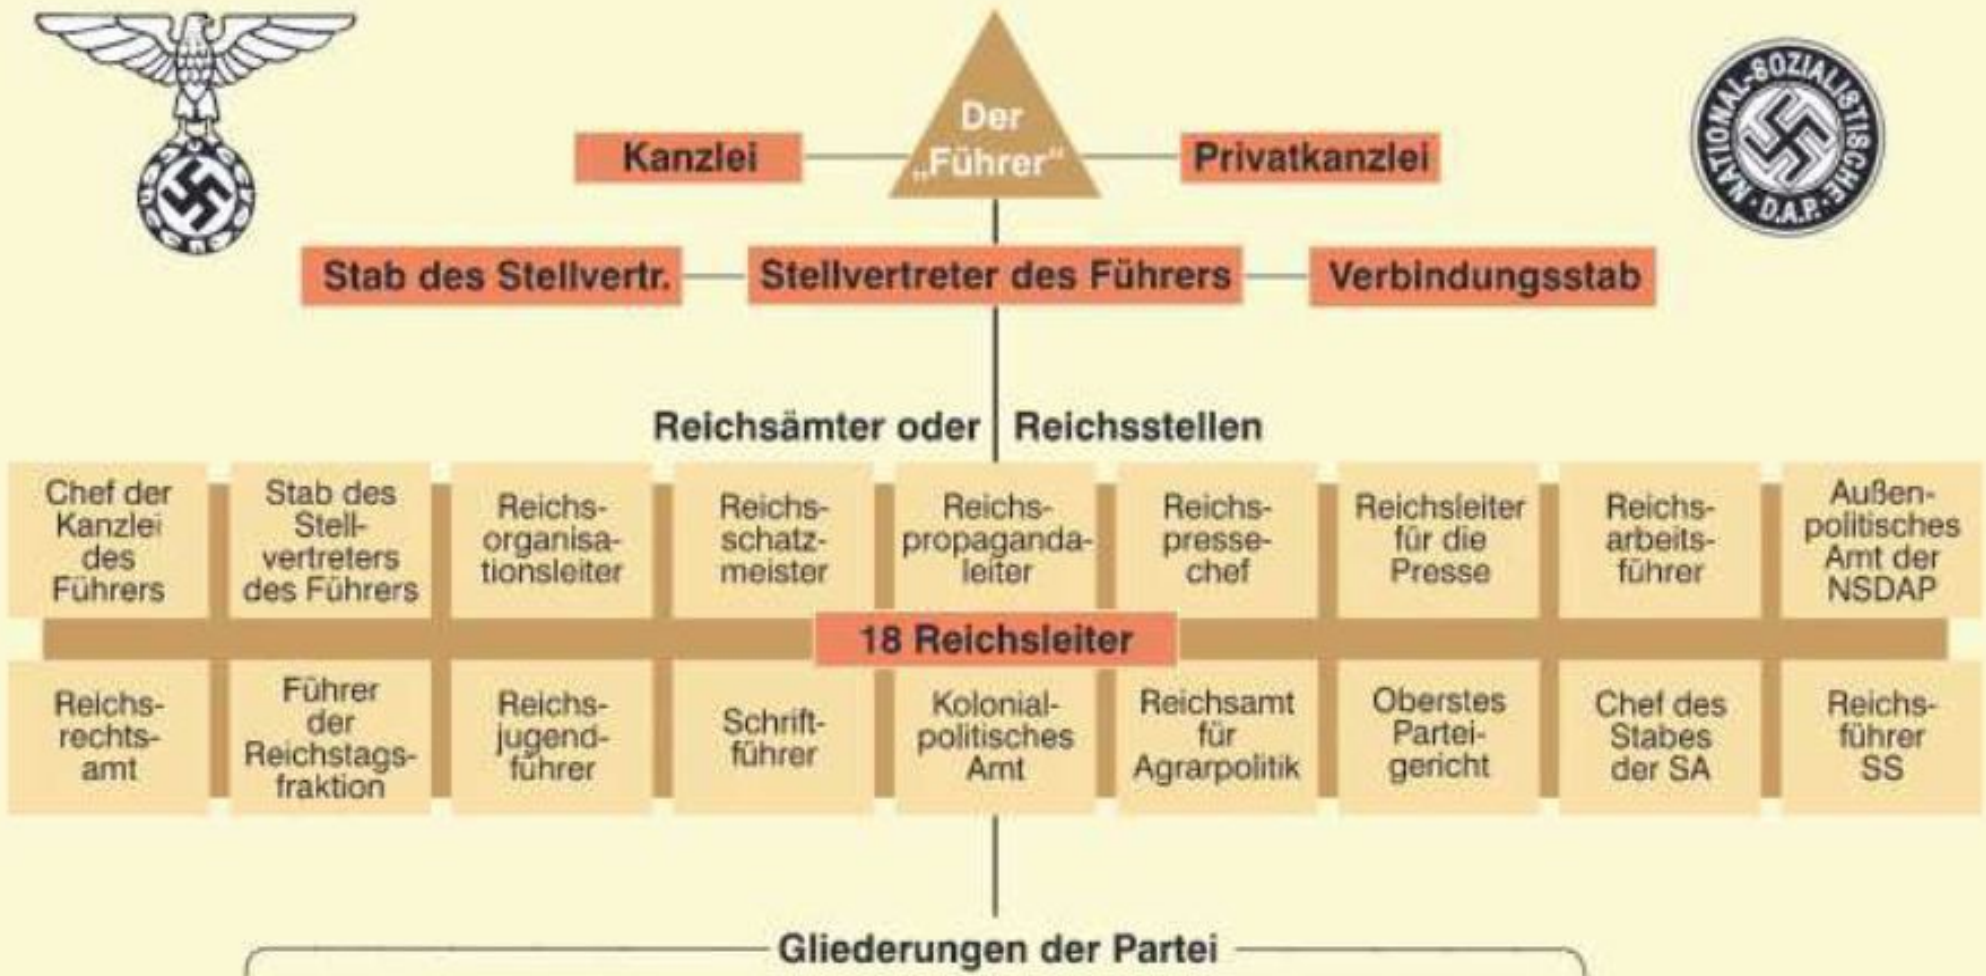 Der
„Führer“
Kanzlei
Privatkanzlei
NATIONAL-SOZIALISTISCHE
D.A.P.
Stab des Stellvertr.
Stellvertreter des Führers
Verbindungsstab
Reichsämter oder Reichsstellen
Chef der
Kanzlei
des
Führers
Stab des
Stell-
vertreters
des Führers
Reichs-
organisa-
tionsleiter
Reichs-
schatz-
meister
Reichs-
propaganda-
leiter
Reichs-
presse-
chef
Reichsleiter
für die
Presse
Reichs-
arbeits-
führer
Außen-
politisches
Amt der
NSDAP
18 Reichsleiter
Reichs-
rechts-
amt
Führer
der
Reichstags-
fraktion
Reichs-
jugend-
führer
Schrift-
führer
Kolonial-
politisches
Amt
Reichsamt
für
Agrarpolitik
Oberstes
Partei-
gericht
Chef des
Stabes
der SA
Reichs-
führer
SS
Gliederungen der Partei